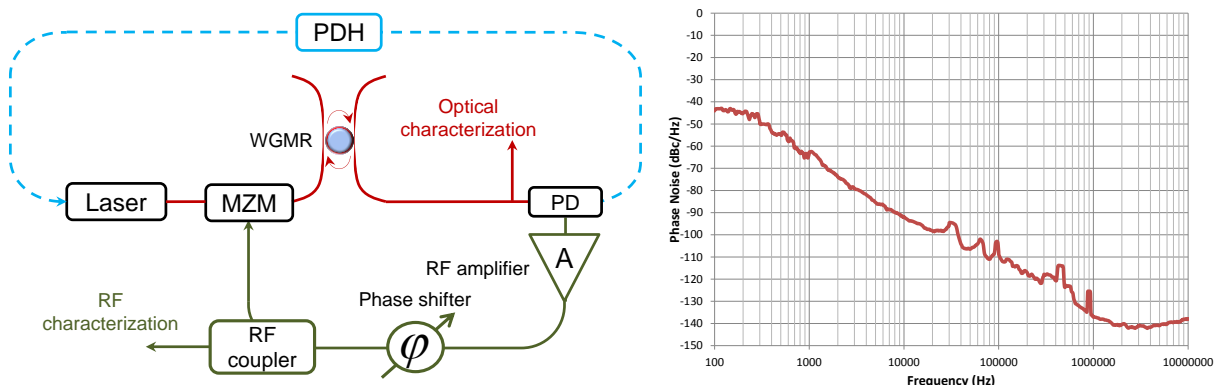 PDH
WGMR
Optical
characterization
Laser
MZM
PD
A
RF amplifier
Phase shifter
φ
RF
characterization
RF
coupler
0
-10
-20
-30
-40
-50
-60
-70
-80
-90
-100
-110
-120
-130
-140
-150
Phase Noise (dBc/Hz)
100
1000
10000
100000
1000000
10000000
Frequency (Hz)